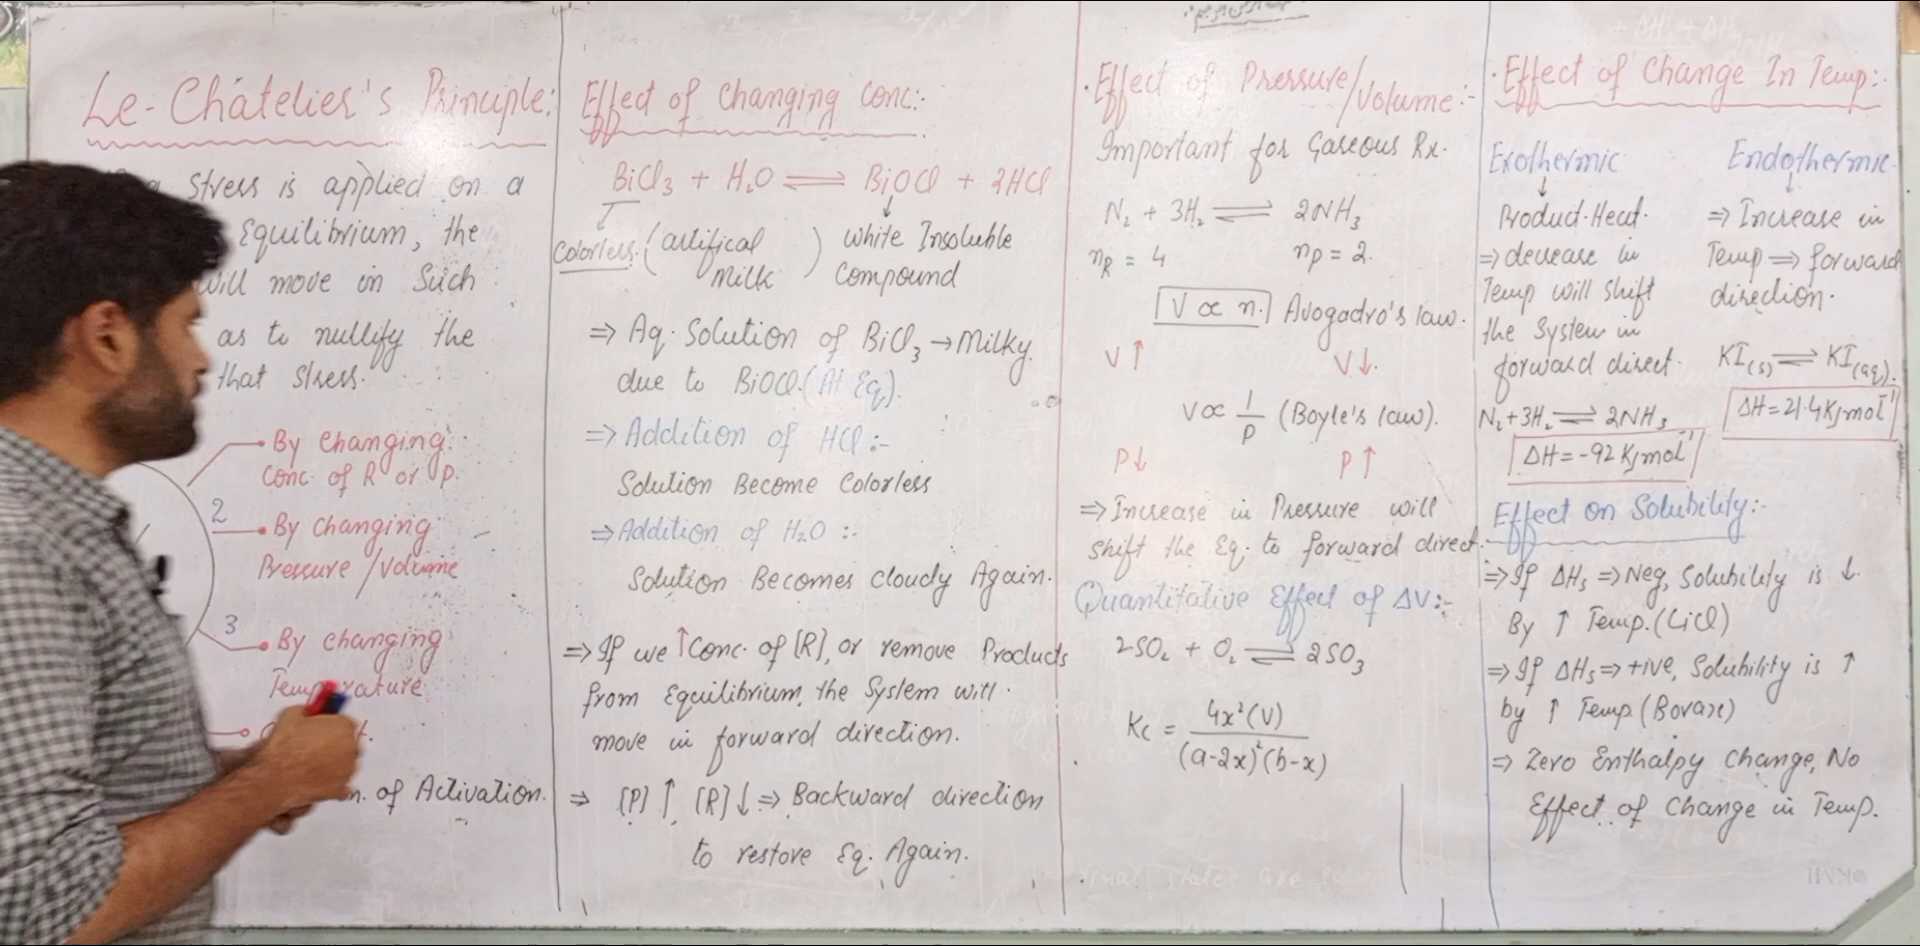 Le-Châtelier's Principle:
stress is applied on a
Equilibrium, the
will move in Such
as to nullify the
that stress.
By changing
Conc. of R or P.
2 By changing
Pressure/Volume
3 By changing
Temperature
n. of Activation.
Effect of Changing Conc:-
BiCl₃ + H₂O ⇌ BiOCl + 2HCl
↓
Colorless (artifical Milk) White Insoluble Compound
⇒ Aq. Solution of BiCl₃ → Milky.
due to BiOCl. (At Eq).
⇒ Addition of HCl :-
Solution Become Colorless
⇒ Addition of H₂O :-
Solution Becomes cloudy Again.
⇒ If we ↑ Conc. of [R], or remove Products
from Equilibrium, the System will
move in forward direction.
⇒ [P] ↑ [R] ↓ ⇒ Backward direction
to restore Eq. Again.
Effect of Pressure/Volume:-
Important for Gaseous Rx.
N₂ + 3H₂ ⇌ 2NH₃
nR = 4 nP = 2.
V ∝ n. Avogadro's law.
V↑ V↓.
V ∝ 1/P (Boyle's law).
P↓ P↑
⇒ Increase in Pressure will
shift the Eq. to forward direct.
Quantitative Effect of ΔV:-
2SO₂ + O₂ ⇌ 2SO₃
Kc = 4x²(V) / (a-2x)²(b-x)
Effect of Change In Temp:-
Exothermic
↓
Product. Heat.
⇒ decrease in
Temp will shift
the System in
forward direct.
N₂+3H₂ ⇌ 2NH₃
ΔH = -92 KJmol⁻¹
Endothermic
↓
⇒ Increase in
Temp ⇒ forward
direction.
KI(s) ⇌ KI(aq).
ΔH = 21.4KJmol⁻¹
Effect on Solubility:-
⇒ If ΔHs ⇒ Neg, Solubility is ↓.
By ↑ Temp. (LiCl)
⇒ If ΔHs ⇒ +ive, Solubility is ↑
by ↑ Temp (Borax)
⇒ Zero Enthalpy Change, No
Effect of Change in Temp.